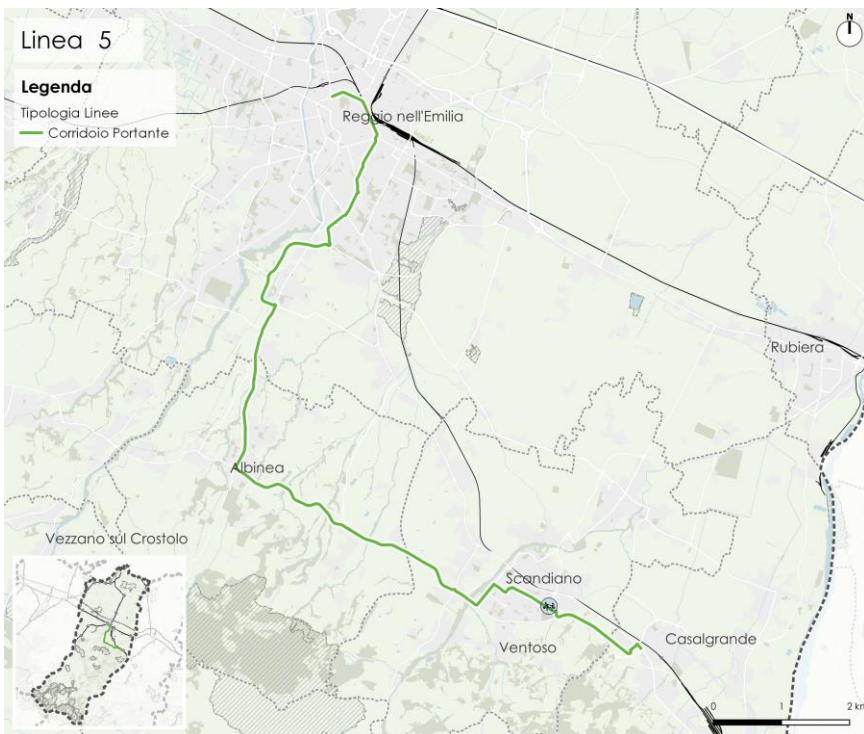 Linea 5
N
Legenda
Tipologia Linee
Corridoio Portante
Reggio nell'Emilia
Rubiera
Albinea
Vezzano sul Crostolo
Scandiano
Ventoso
Casalgrande
0 1 2 km